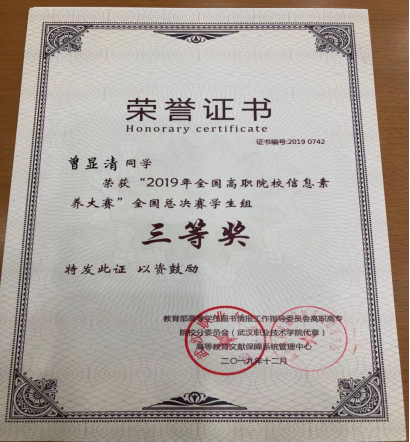 荣誉证书
Honorary certificate
证书编号:2019 0742
曾显清同学
荣获“2019年全国高职院校信息素
养大赛”全国总决赛学生组
三等奖
特发此证 以资鼓励
教育部高等学校图书情报工作指导委员会高职高专
院校分委员会（武汉职业技术学院代章）
高等教育文献保障系统管理中心
二〇一九年十二月